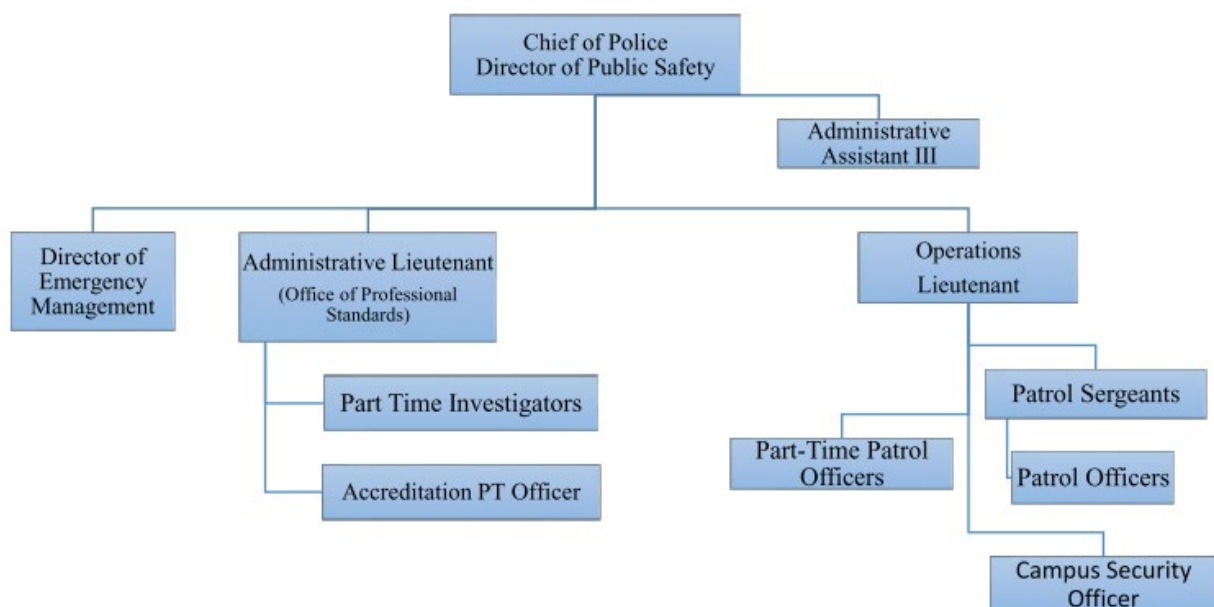 Chief of Police
Director of Public Safety
Administrative
Assistant III
Director of
Emergency
Management
Administrative Lieutenant
(Office of Professional
Standards)
Operations
Lieutenant
Part Time Investigators
Accreditation PT Officer
Patrol Sergeants
Part-Time Patrol
Officers
Patrol Officers
Campus Security
Officer